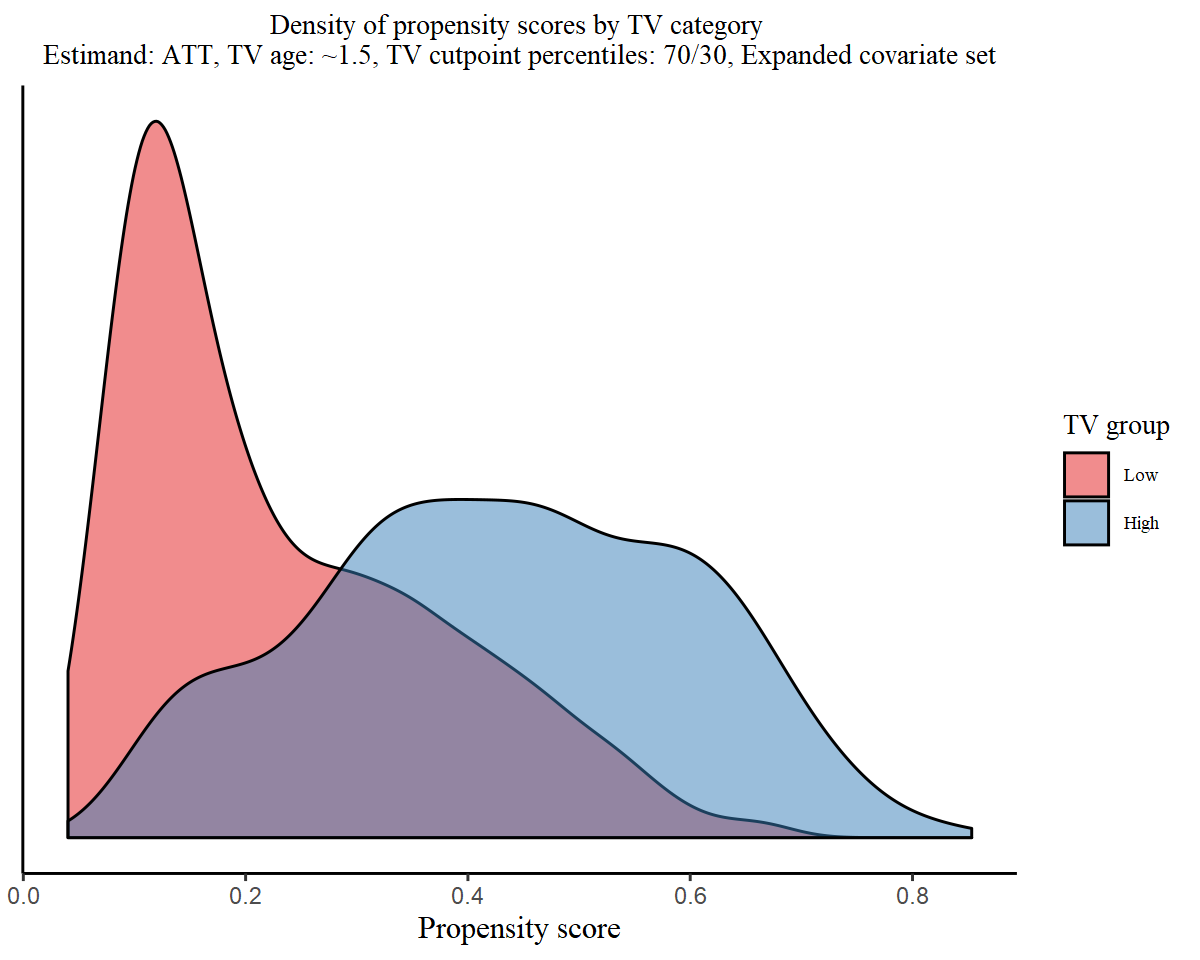 Density of propensity scores by TV category
Estimand: ATT, TV age: ~1.5, TV cutpoint percentiles: 70/30, Expanded covariate set
TV group
Low
High
0.0 0.2 0.4 0.6 0.8
Propensity score